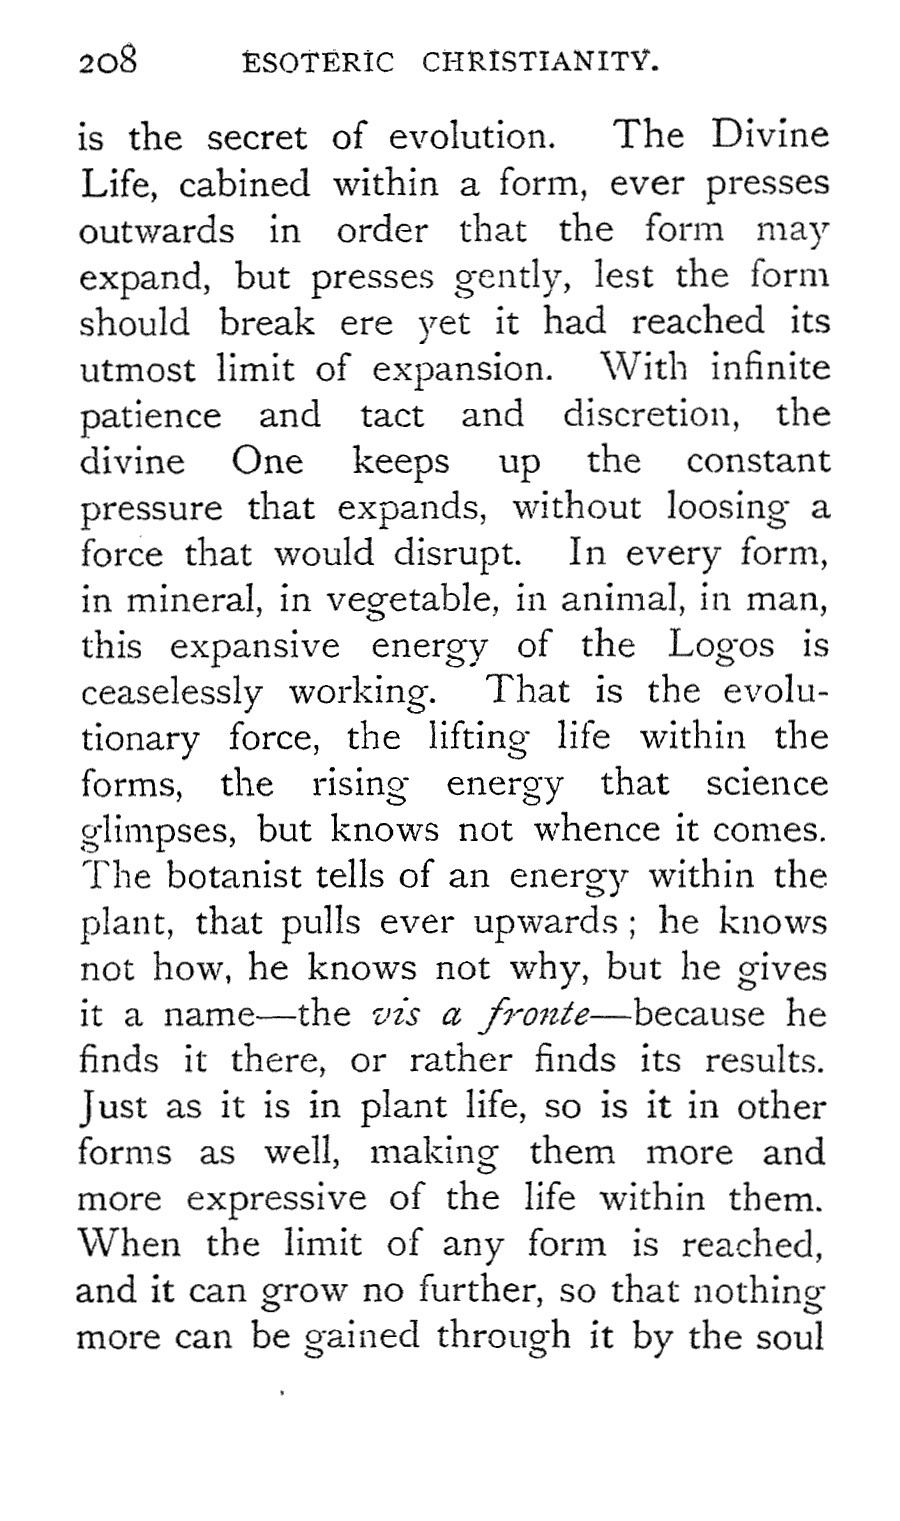 208 ESOTERIC CHRISTIANITY.
is the secret of evolution. The Divine
Life, cabined within a form, ever presses
outwards in order that the form may
expand, but presses gently, lest the form
should break ere yet it had reached its
utmost limit of expansion. With infinite
patience and tact and discretion, the
divine One keeps up the constant
pressure that expands, without loosing a
force that would disrupt. In every form,
in mineral, in vegetable, in animal, in man,
this expansive energy of the Logos is
ceaselessly working. That is the evolu-
tionary force, the lifting life within the
forms, the rising energy that science
glimpses, but knows not whence it comes.
The botanist tells of an energy within the
plant, that pulls ever upwards ; he knows
not how, he knows not why, but he gives
it a name—the vis a fronte—because he
finds it there, or rather finds its results.
Just as it is in plant life, so is it in other
forms as well, making them more and
more expressive of the life within them.
When the limit of any form is reached,
and it can grow no further, so that nothing
more can be gained through it by the soul